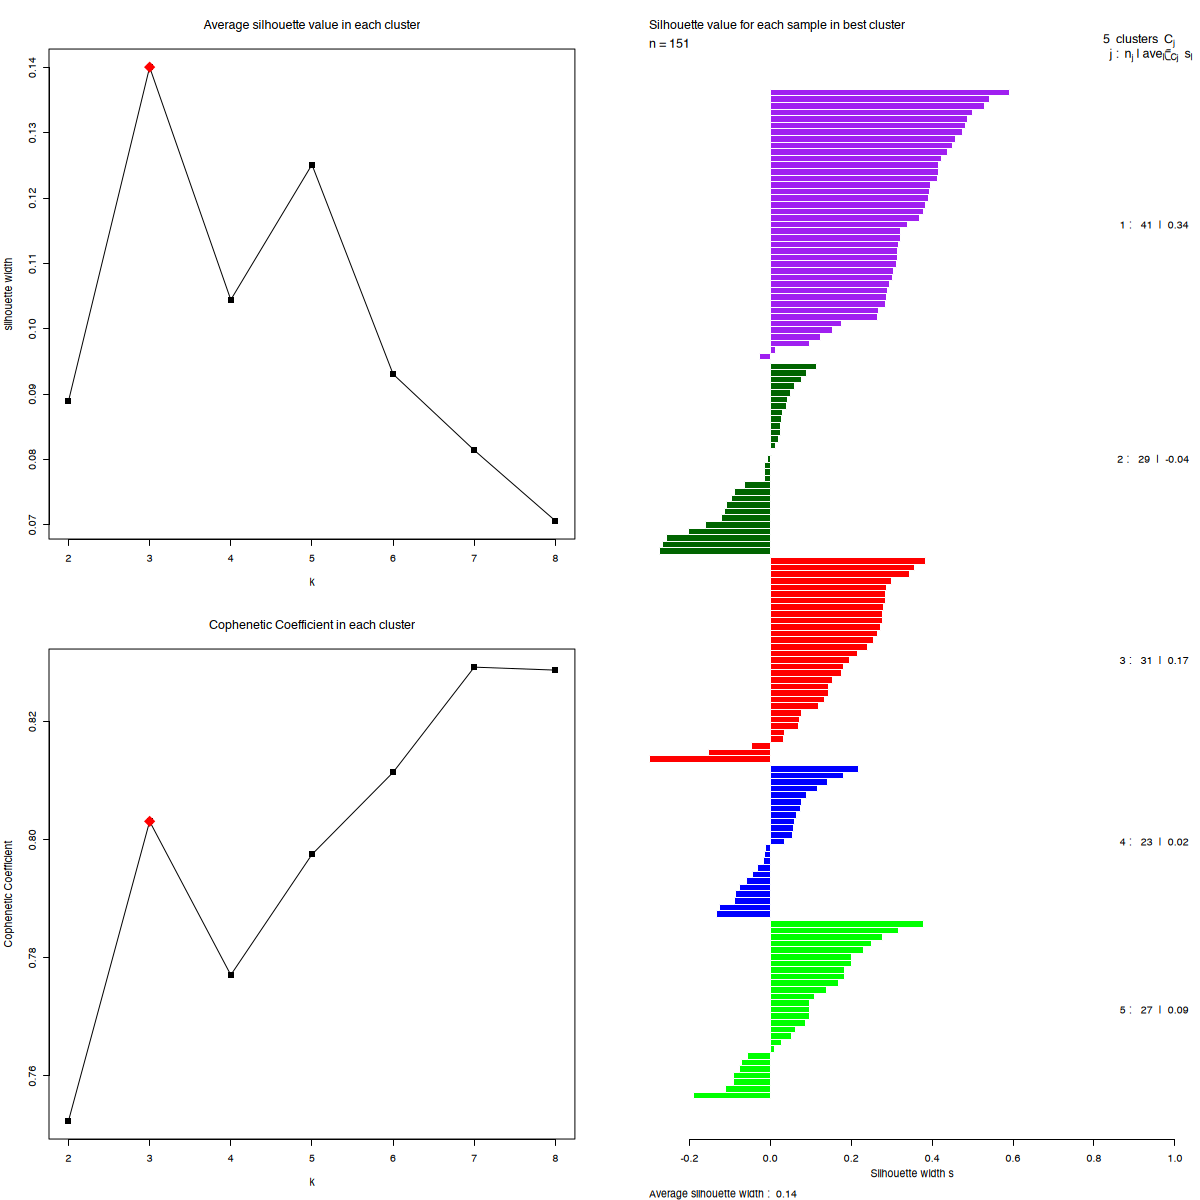 Average silhouette value in each cluster
silhouette width
0.14
0.13
0.12
0.11
0.10
0.09
0.08
0.07
2 3 4 5 6 7 8
k
Cophenetic Coefficient in each cluster
Cophenetic Coefficient
0.82
0.80
0.78
0.76
2 3 4 5 6 7 8
k
Silhouette value for each sample in best cluster
n = 151
5 clusters Cj
j : nj | avei∈Cj si
1 : 41 | 0.34
2 : 29 | -0.04
3 : 31 | 0.17
4 : 23 | 0.02
5 : 27 | 0.09
-0.2 0.0 0.2 0.4 0.6 0.8 1.0
Silhouette width s
Average silhouette width : 0.14